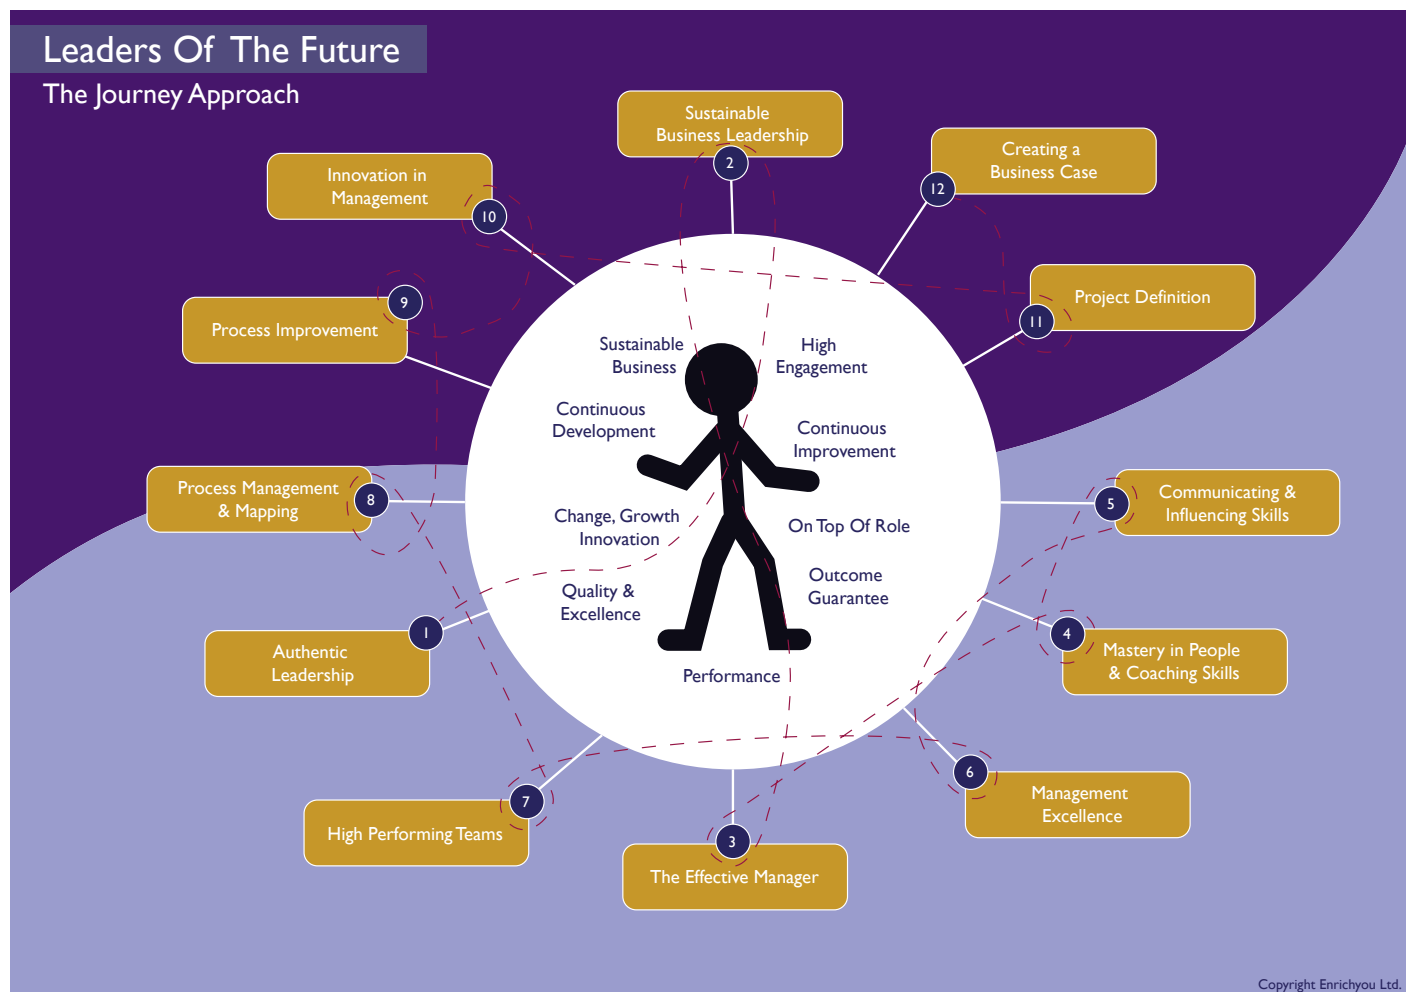 Leaders Of The Future
The Journey Approach
Sustainable
Business Leadership
2
Creating a
Business Case
12
Innovation in
Management
10
Project Definition
11
9
Process Improvement
Sustainable
Business
High
Engagement
Continuous
Development
Continuous
Improvement
Process Management
& Mapping
8
Communicating &
Influencing Skills
5
Change, Growth
Innovation
On Top Of Role
Quality &
Excellence
Outcome
Guarantee
1
Authentic
Leadership
4
Mastery in People
& Coaching Skills
Performance
6
Management
Excellence
7
High Performing Teams
3
The Effective Manager
Copyright Enrichyou Ltd.